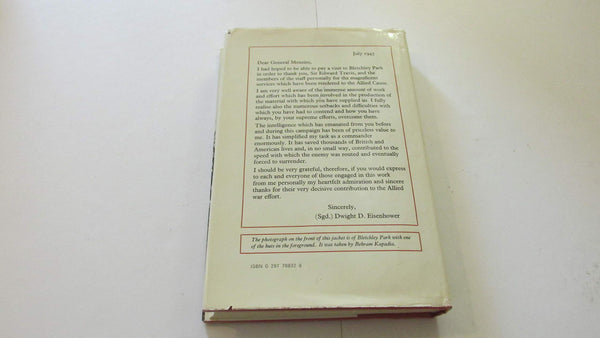 July 1945
Dear General Menzies,
I had hoped to be able to pay a visit to Bletchley Park
in order to thank you, Sir Edward Travis, and the
members of the staff personally for the magnificent
services which have been rendered to the Allied Cause.
I am very well aware of the immense amount of work
and effort which has been involved in the production of
the material with which you have supplied us. I fully
realize also the numerous setbacks and difficulties with
which you have had to contend and how you have
always, by your supreme efforts, overcome them.
The intelligence which has emanated from you before
and during this campaign has been of priceless value to
me. It has simplified my task as a commander
enormously. It has saved thousands of British and
American lives and, in no small way, contributed to the
speed with which the enemy was routed and eventually
forced to surrender.
I should be very grateful, therefore, if you would express
to each and everyone of those engaged in this work
from me personally my heartfelt admiration and sincere
thanks for their very decisive contribution to the Allied
war effort.
Sincerely,
(Sgd.) Dwight D. Eisenhower
The photograph on the front of this jacket is of Bletchley Park with one
of the huts in the foreground. It was taken by Behram Kapadia.
ISBN 0 297 76832 8